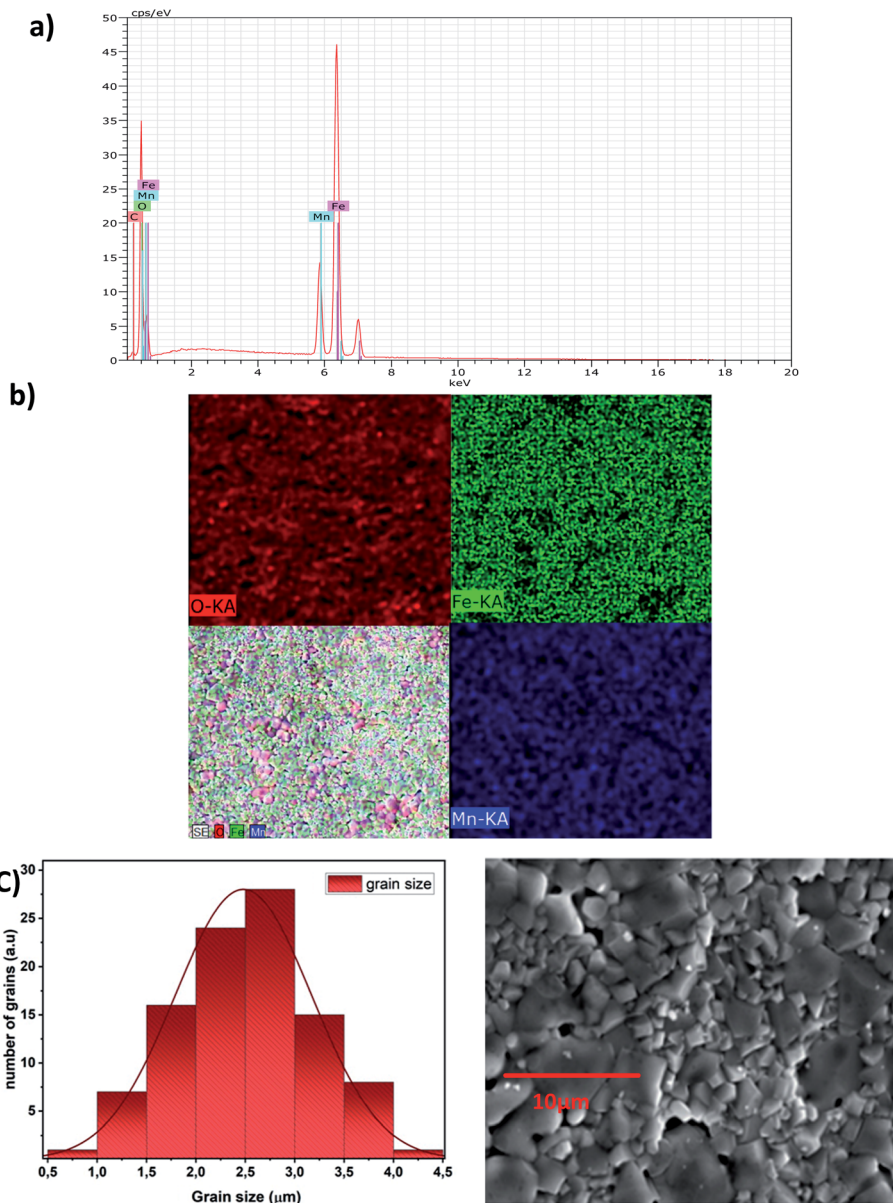 a)
cps/eV
50
45
40
35
30
25
20
15
10
5
0
Fe
Mn
O
C
Mn
Fe
2
4
6
8
10
12
14
16
18
20
keV
b)
O-KA
Fe-KA
SE O Fe Mn
Mn-KA
C)
30
25
20
15
10
5
number of grains (a.u)
grain size
0,5 1,0 1,5 2,0 2,5 3,0 3,5 4,0 4,5
Grain size (μm)
10μm